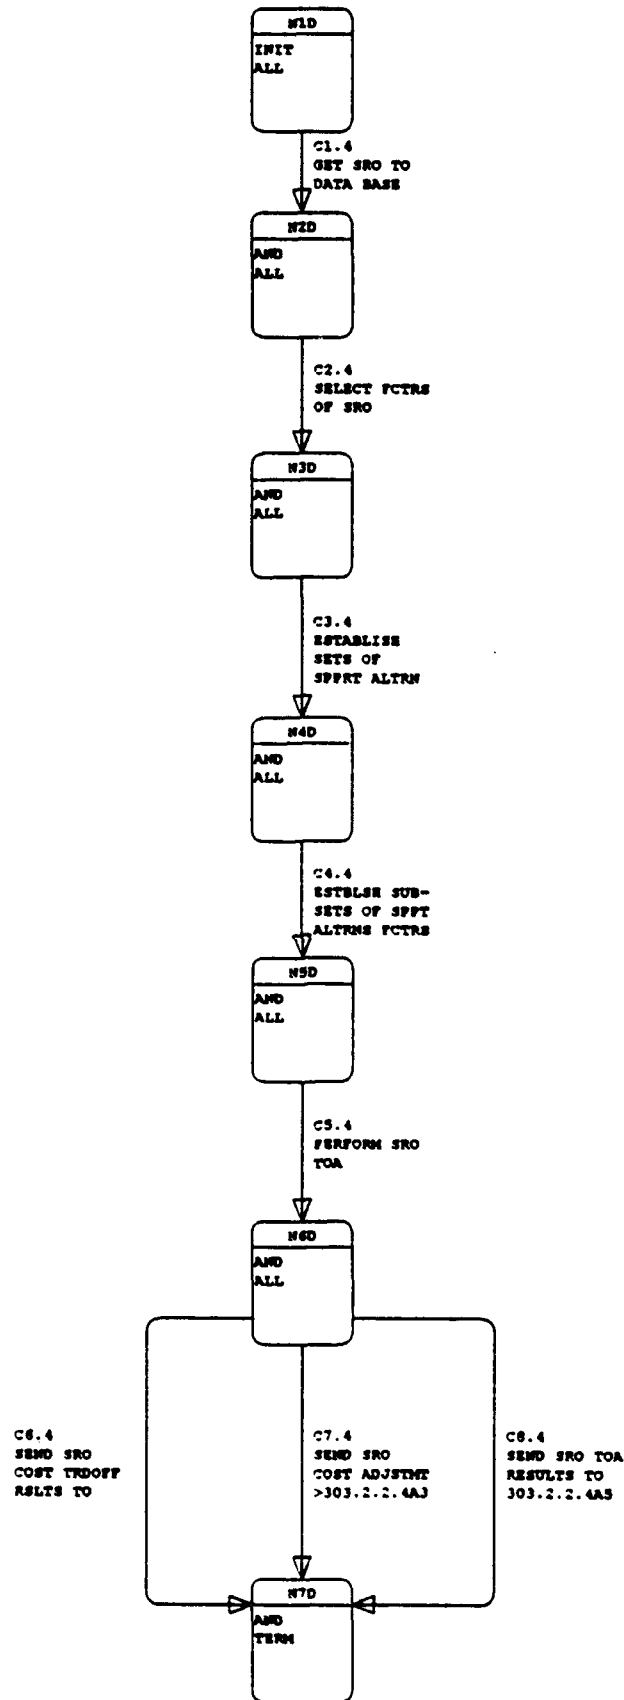 N1D
INIT
ALL
C1.4
GET SRO TO
DATA BASE
N2D
AND
ALL
C2.4
SELECT FCTRS
OF SRO
N3D
AND
ALL
C3.4
ESTABLISE
SETS OF
SPPRT ALTRN
N4D
AND
ALL
C4.4
ESTBLSE SUB-
SETS OF SPPT
ALTRNS FCTRS
N5D
AND
ALL
C5.4
PERFORM SRO
TOA
N6D
AND
ALL
C6.4
SEND SRO
COST TRDOFF
RSLTS TO
C7.4
SEND SRO
COST ADJSTMT
>303.2.2.4A3
C8.4
SEND SRO TOA
RESULTS TO
303.2.2.4A5
N7D
AND
TERM